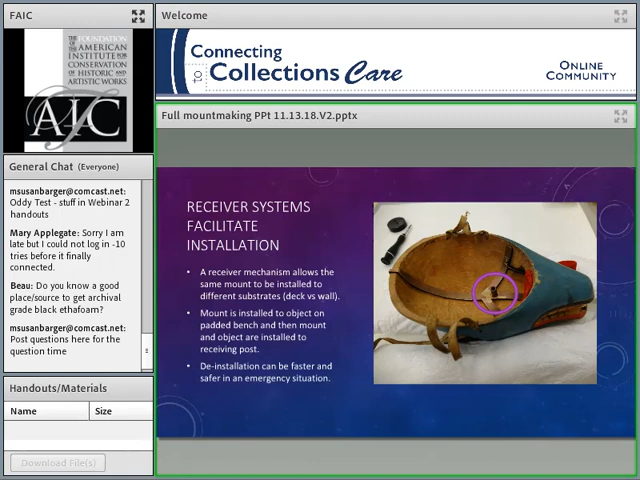 FAIC
THE FOUNDATION
OF THE AMERICAN
INSTITUTE FOR
CONSERVATION
OF HISTORIC AND
ARTISTIC WORKS
AIC
General Chat (Everyone)
msusanbarger@comcast.net:
Oddy Test - stuff in Webinar 2
handouts
Mary Applegate: Sorry I am
late but I could not log in -10
tries before it finally
connected.
Beau: Do you know a good
place/source to get archival
grade black ethafoam?
msusanbarger@comcast.net:
Post questions here for the
question time
Handouts/Materials
Name Size
Download File(s)
Welcome
Connecting
to Collections Care
ONLINE
COMMUNITY
Full mountmaking PPt 11.13.18.V2.pptx
RECEIVER SYSTEMS
FACILITATE
INSTALLATION
• A receiver mechanism allows the
same mount to be installed to
different substrates (deck vs wall).
• Mount is installed to object on
padded bench and then mount
and object are installed to
receiving post.
• De-installation can be faster and
safer in an emergency situation.